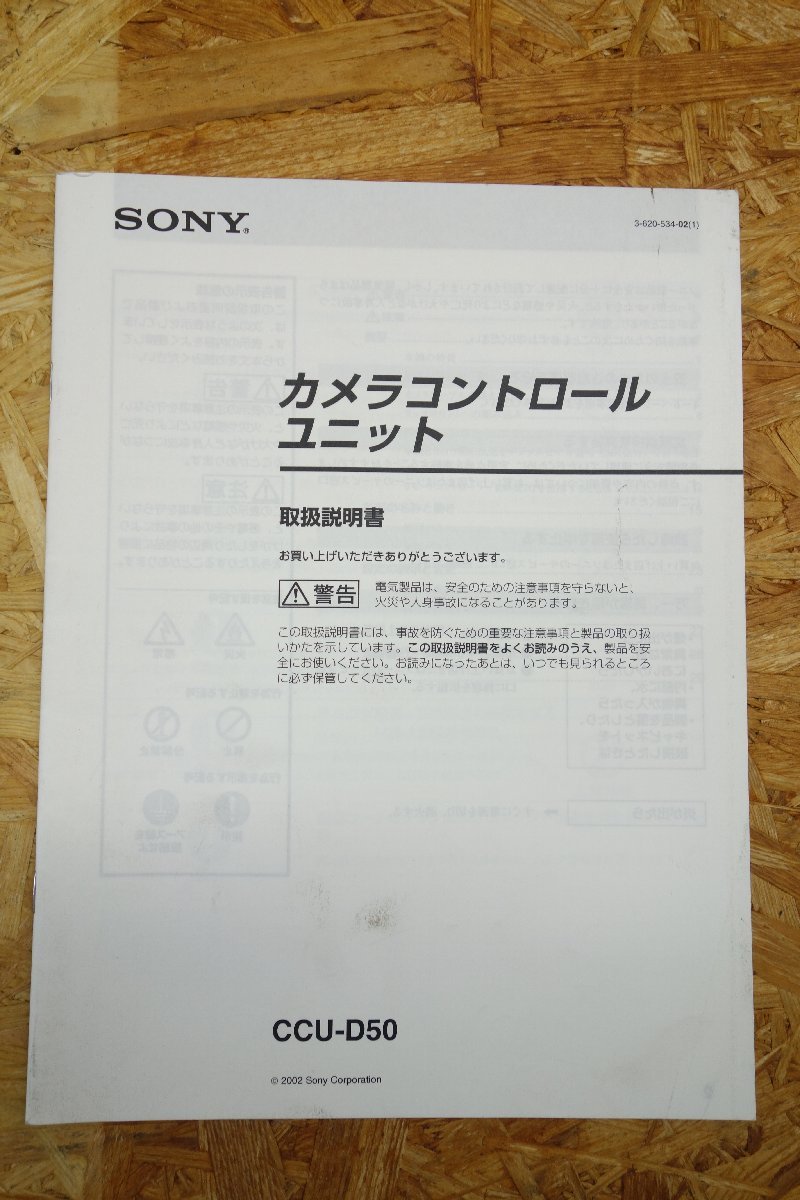 SONY®
3-620-534-02(1)
カメラコントロール
ユニット
取扱説明書
お買い上げいただきありがとうございます。
警告
電気製品は、安全のための注意事項を守らないと、
火災や人身事故になることがあります。
この取扱説明書には、事故を防ぐための重要な注意事項と製品の取り扱
いかたを示しています。この取扱説明書をよくお読みのうえ、製品を安
全にお使いください。お読みになったあとは、いつでも見られるところ
に必ず保管してください。
CCU-D50
© 2002 Sony Corporation